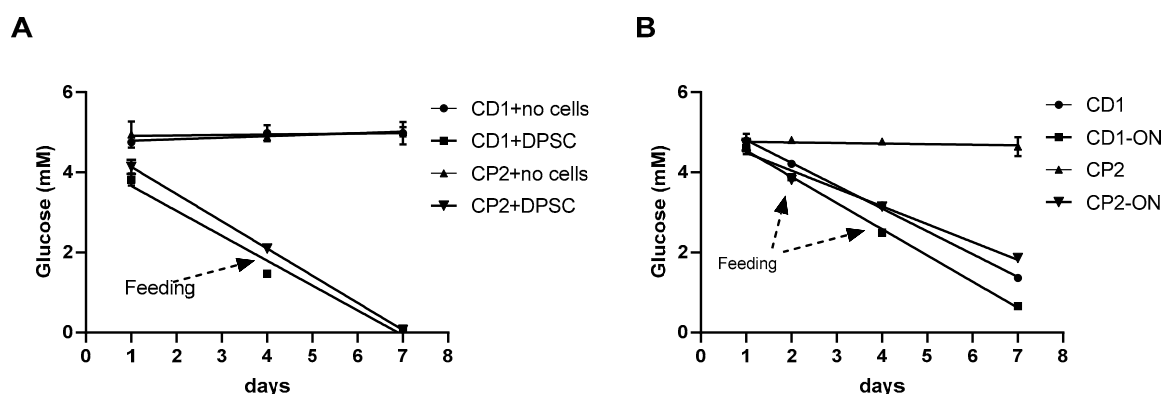 A
Glucose (mM)
6
4
2
0
0 1 2 3 4 5 6 7 8
days
Feeding
CD1+no cells
CD1+DPSC
CP2+no cells
CP2+DPSC
B
Glucose (mM)
6
4
2
0
0 1 2 3 4 5 6 7 8
days
Feeding
CD1
CD1-ON
CP2
CP2-ON